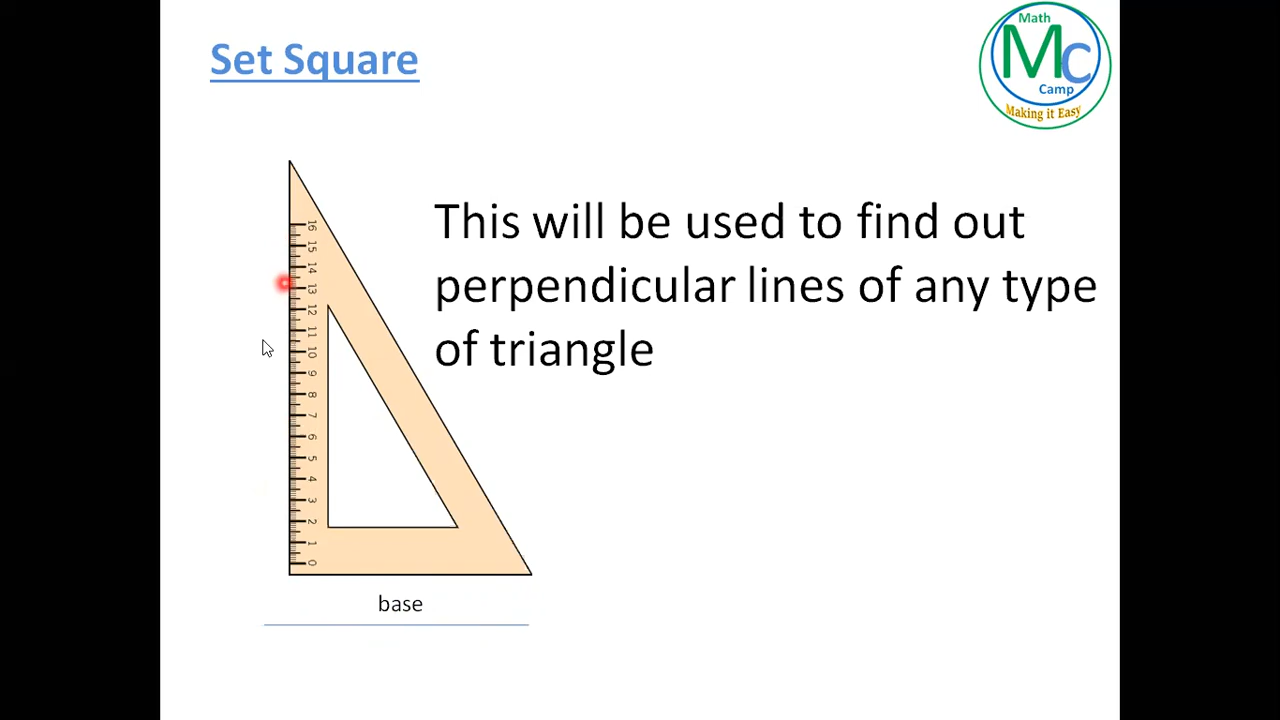 Set Square
Math
MC
Camp
Making it Easy
This will be used to find out
perpendicular lines of any type
of triangle
16
15
14
13
12
11
10
9
8
7
6
5
4
3
2
1
0
base